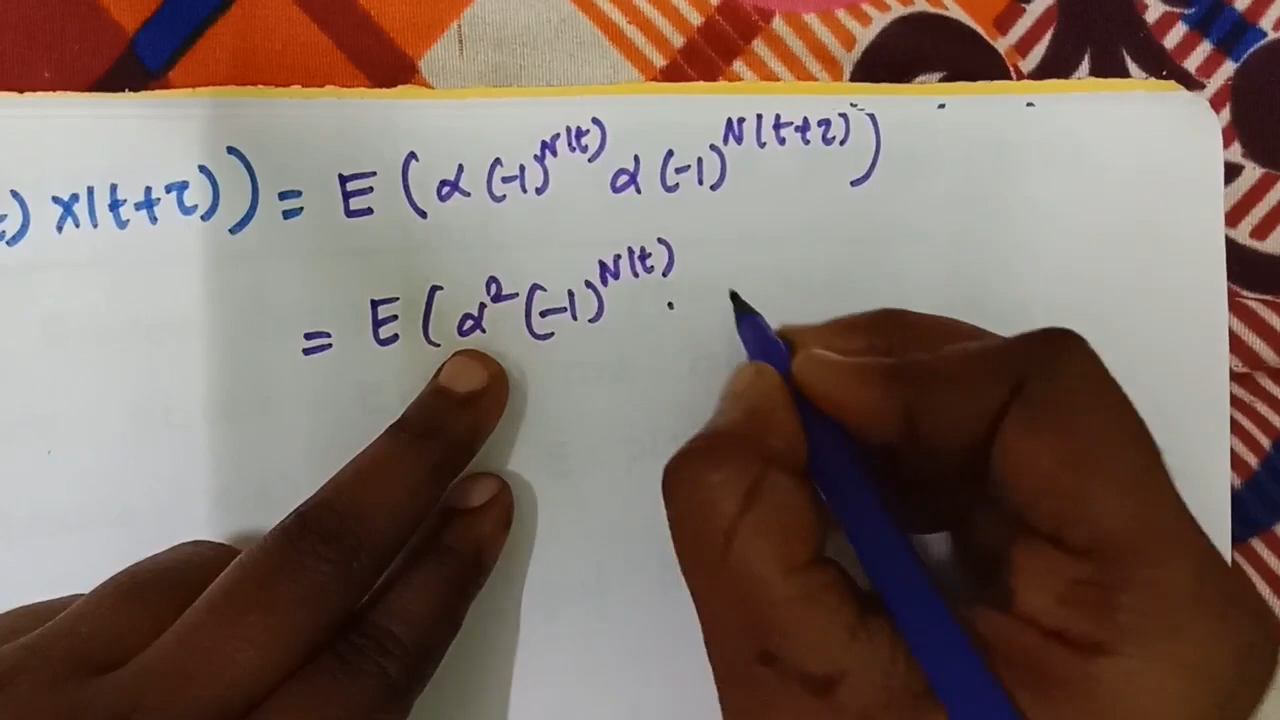 ) X(t+τ)) = E(α(-1)^N(t) α(-1)^N(t+τ))
= E(α²(-1)^N(t) .